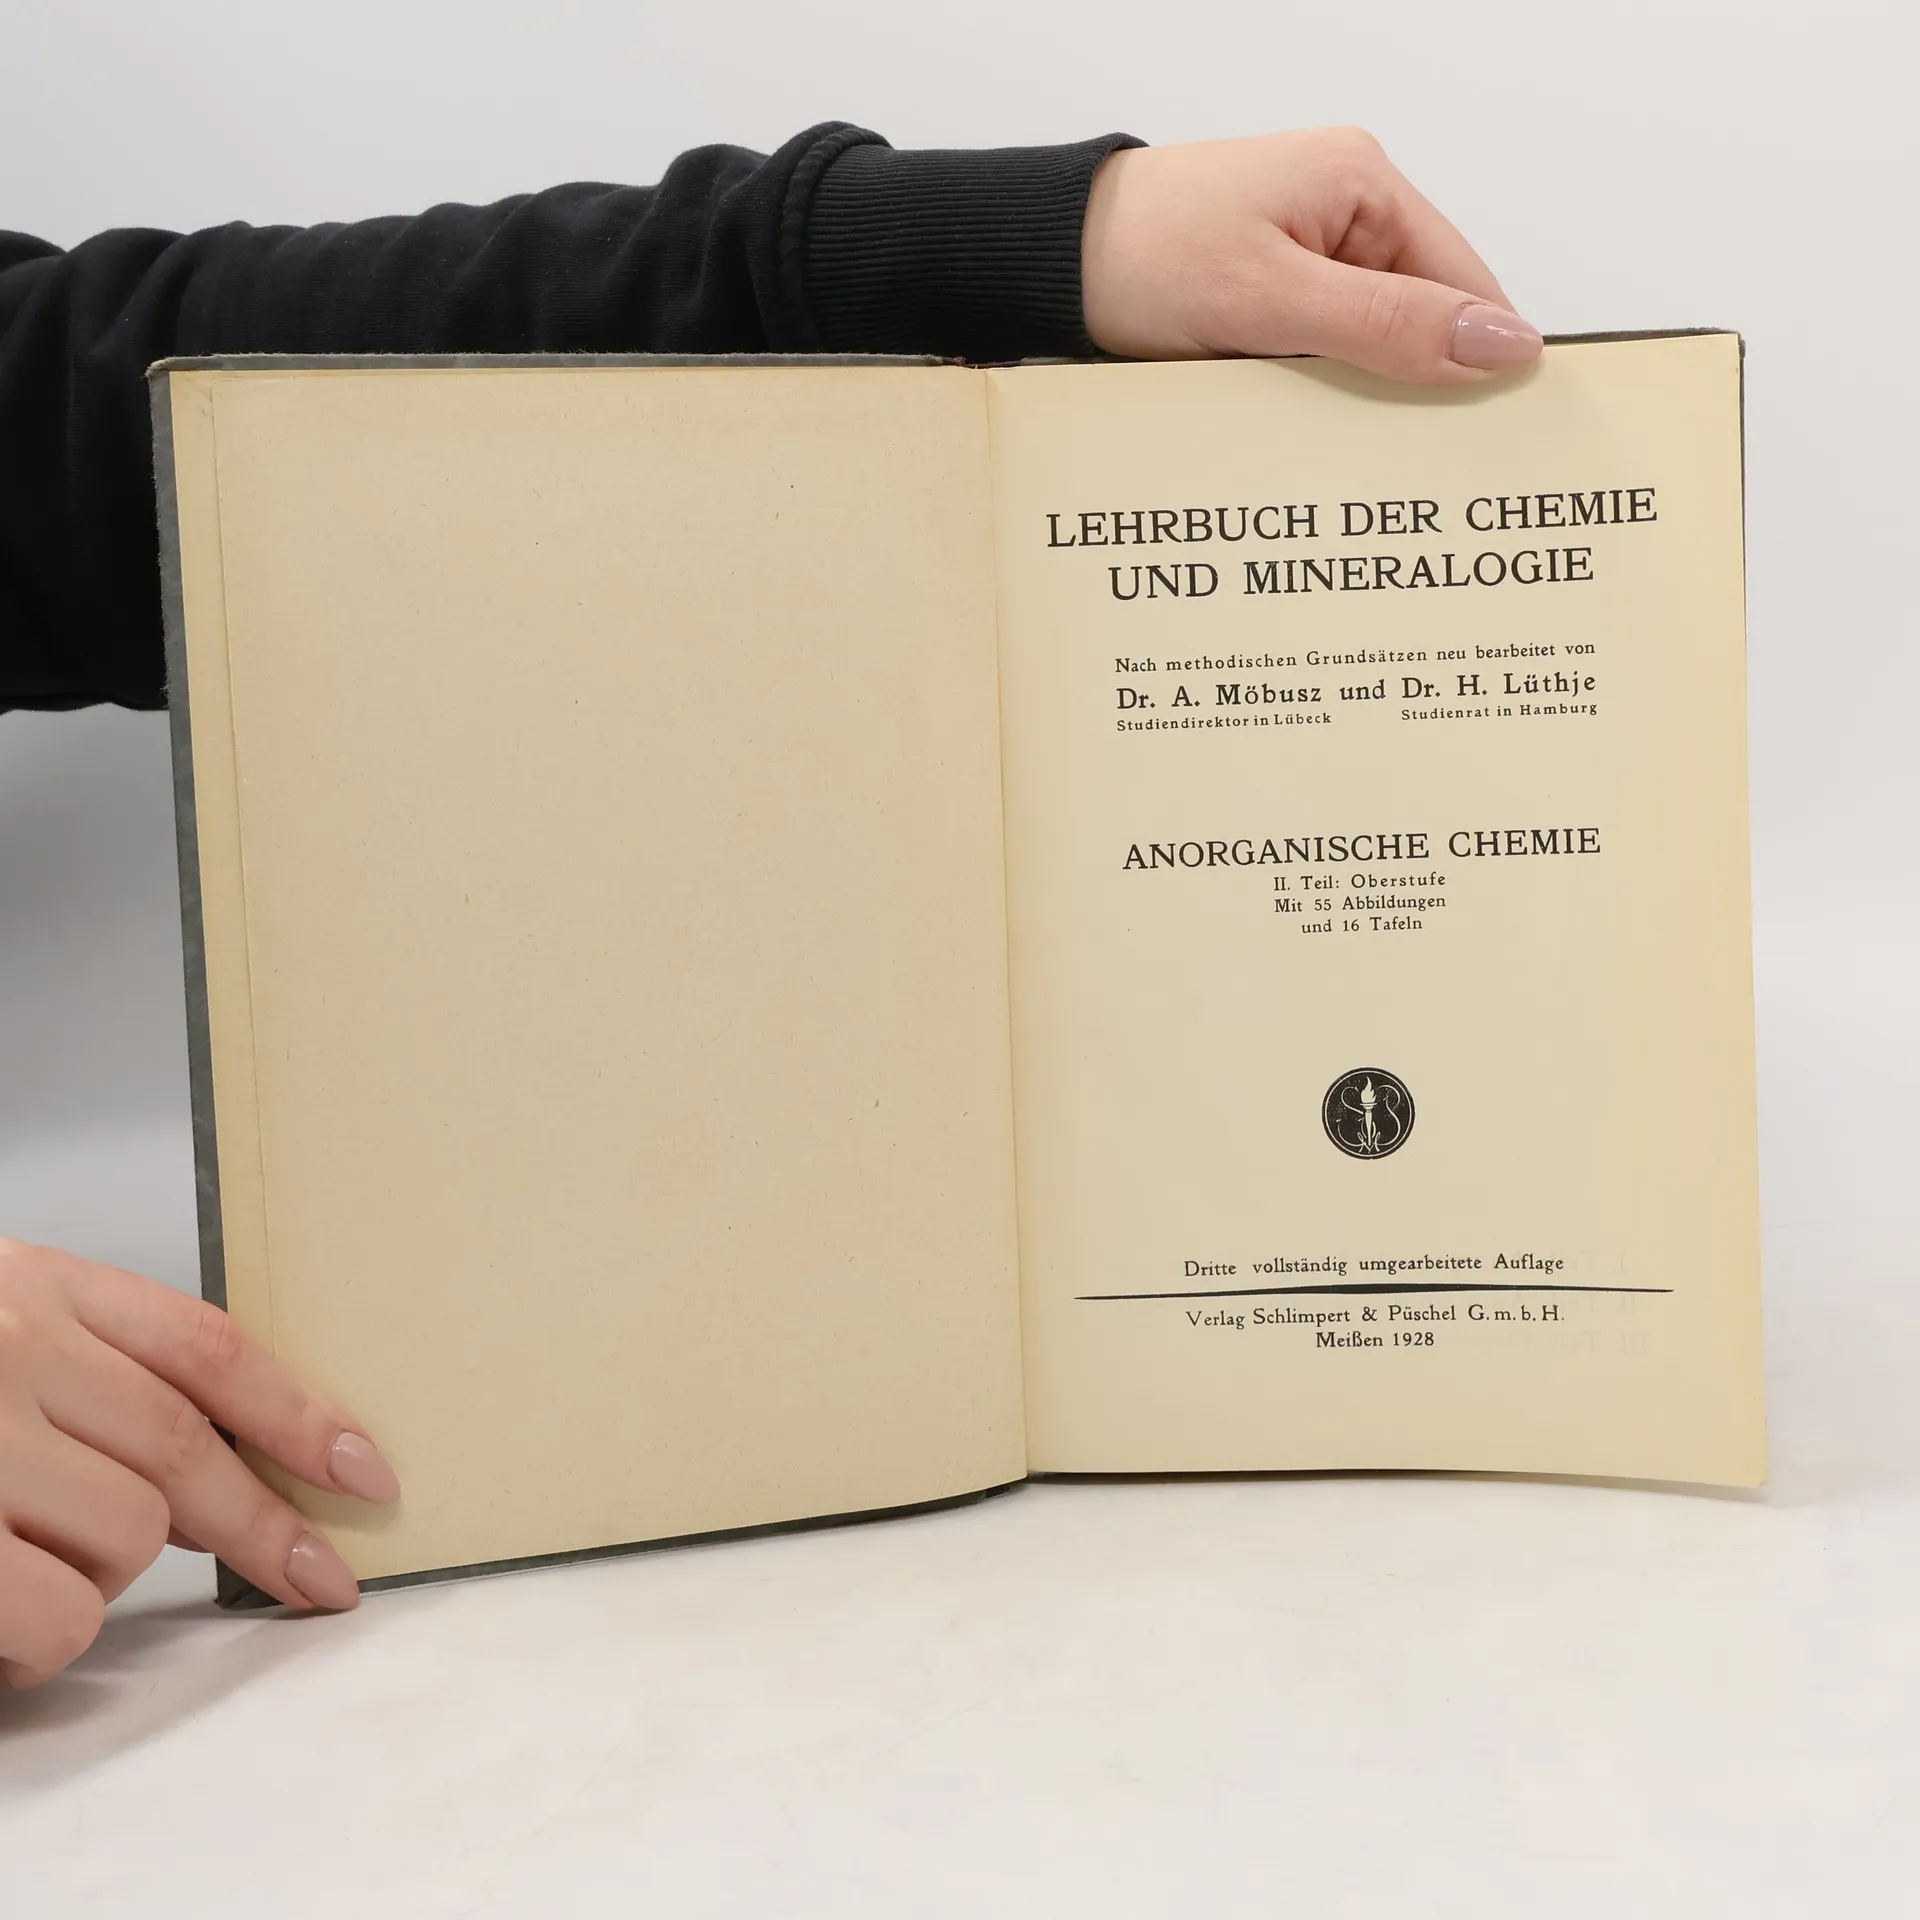 LEHRBUCH DER CHEMIE
UND MINERALOGIE
Nach methodischen Grundsätzen neu bearbeitet von
Dr. A. Möbusz und Dr. H. Lüthje
Studiendirektor in Lübeck Studienrat in Hamburg
ANORGANISCHE CHEMIE
II. Teil: Oberstufe
Mit 55 Abbildungen
und 16 Tafeln
Dritte vollständig umgearbeitete Auflage
Verlag Schlimpert & Püschel G.m.b.H.
Meißen 1928